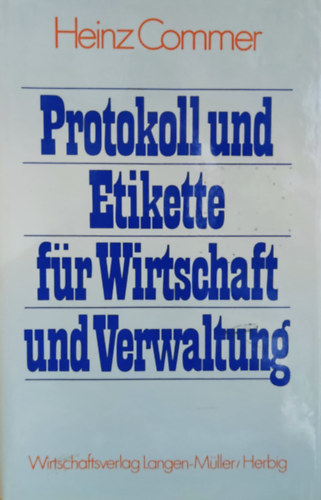 Heinz Commer
Protokoll und
Etikette
für Wirtschaft
und Verwaltung
Wirtschaftsverlag Langen-Müller/Herbig